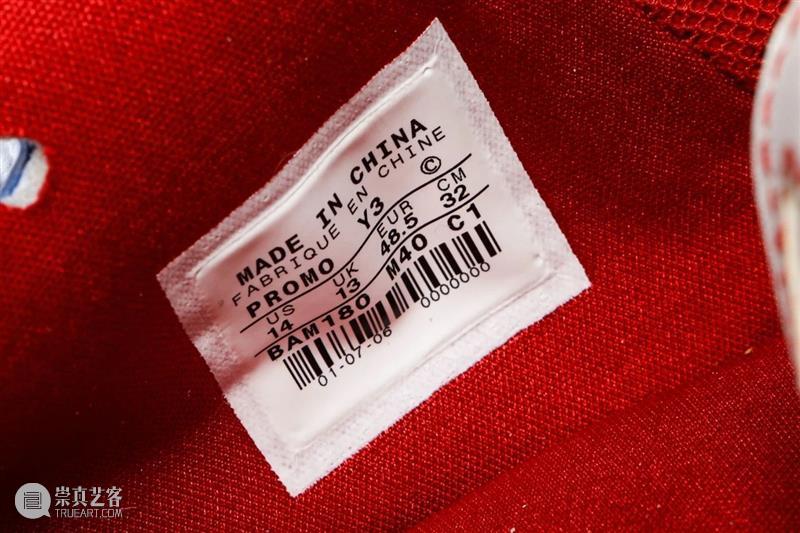 MADE IN CHINA
FABRIQUE EN CHINE
PROMO Y3 ©
US UK EUR CM
14 13 48.5 32
BAM180 M40 C1
01-07-06 0000000
崇真艺客
TRUEART.COM